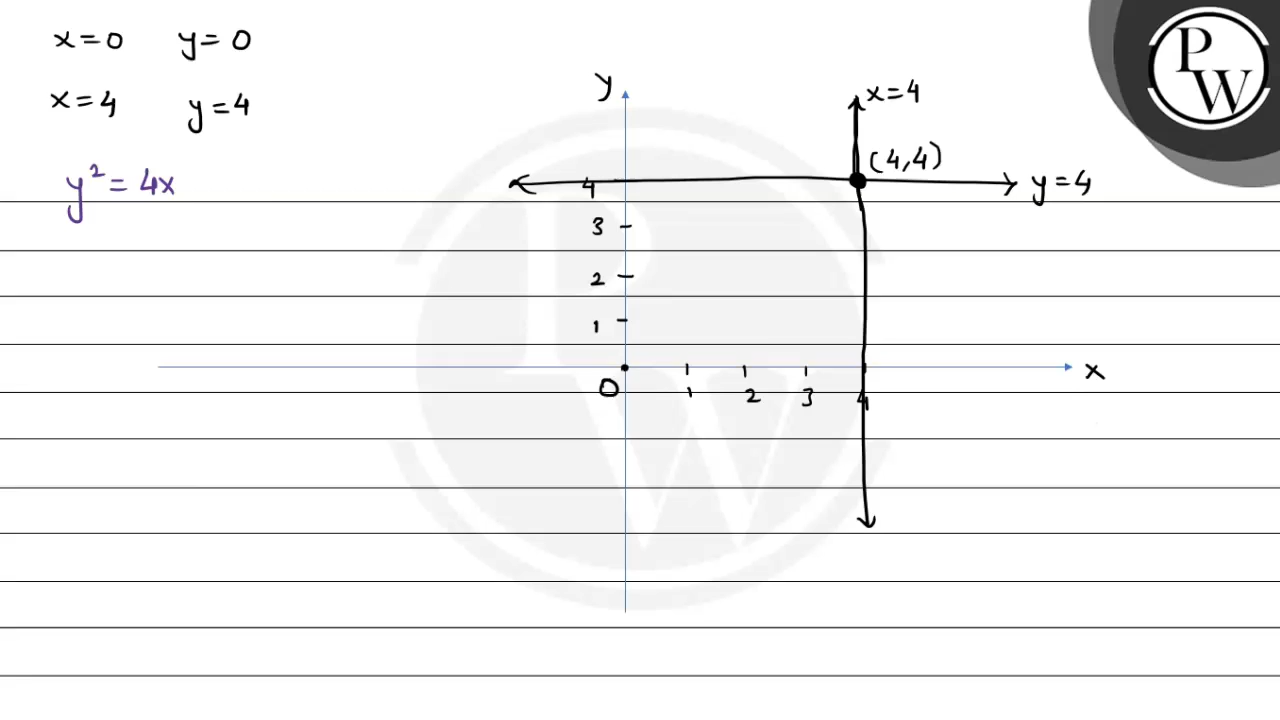 x=0 y=0
x=4 y=4
y²=4x
y
x=4
(4,4)
4
y=4
3
2
1
0
x
1 2 3 4
PW
PW